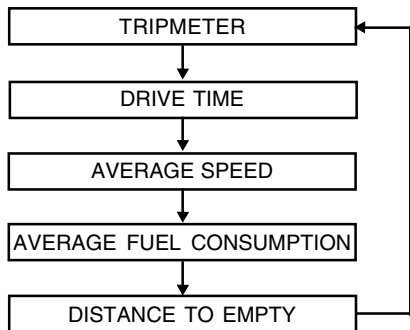 TRIPMETER
DRIVE TIME
AVERAGE SPEED
AVERAGE FUEL CONSUMPTION
DISTANCE TO EMPTY